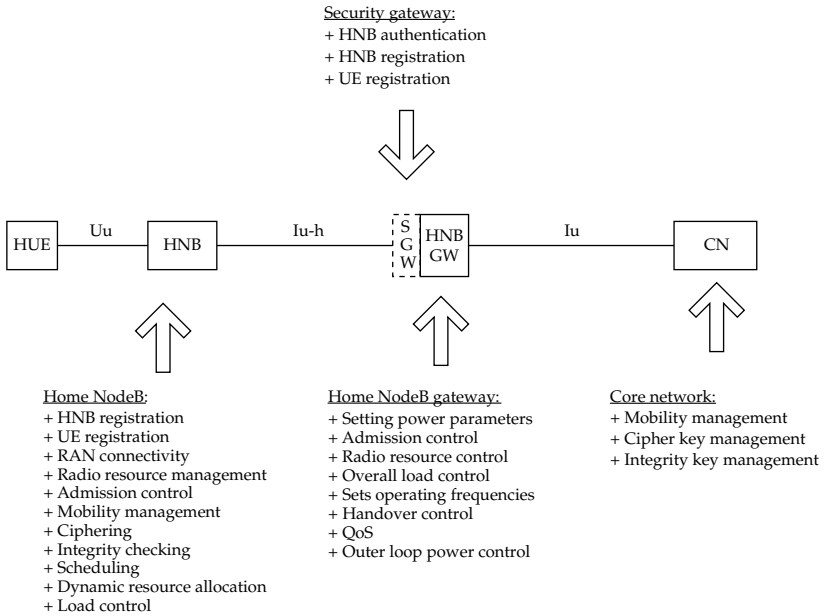 Security gateway:
+ HNB authentication
+ HNB registration
+ UE registration
HUE
Uu
HNB
Iu-h
S
G
W
HNB
GW
Iu
CN
Home NodeB:
+ HNB registration
+ UE registration
+ RAN connectivity
+ Radio resource management
+ Admission control
+ Mobility management
+ Ciphering
+ Integrity checking
+ Scheduling
+ Dynamic resource allocation
+ Load control
Home NodeB gateway:
+ Setting power parameters
+ Admission control
+ Radio resource control
+ Overall load control
+ Sets operating frequencies
+ Handover control
+ QoS
+ Outer loop power control
Core network:
+ Mobility management
+ Cipher key management
+ Integrity key management